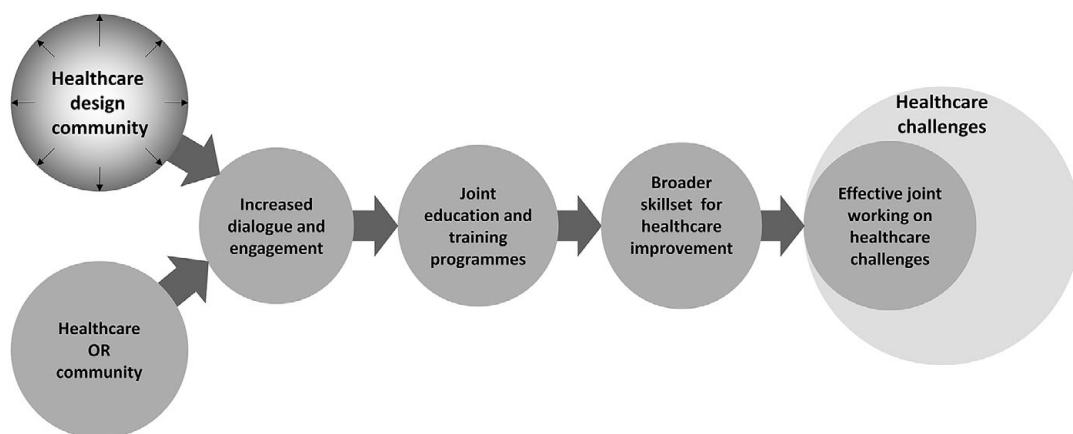 Healthcare
design
community
Healthcare
OR
community
Increased
dialogue and
engagement
Joint
education and
training
programmes
Broader
skillset for
healthcare
improvement
Healthcare
challenges
Effective joint
working on
healthcare
challenges